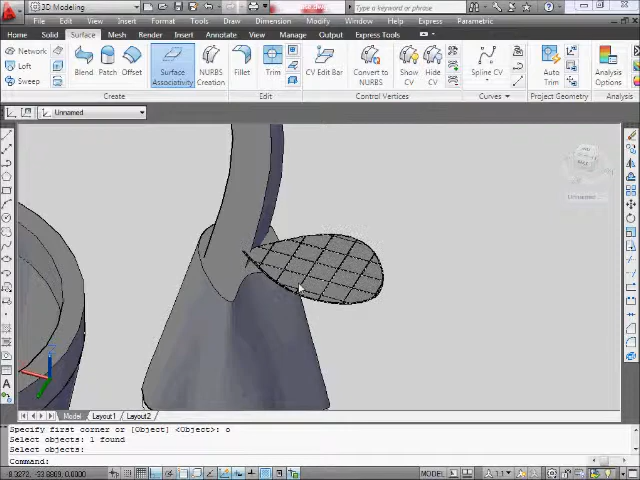 3D Modeling
Type a keyword or phrase
File Edit View Insert Format Tools Draw Dimension Modify Window Express Parametric
Home Solid Surface Mesh Render Insert Annotate View Manage Output Express Tools
Network
Loft
Sweep
Blend Patch Offset
Surface Associativity
NURBS Creation
Fillet Trim
CV Edit Bar
Convert to NURBS
Show CV
Hide CV
Spline CV
Auto Trim
Analysis Options
Create Edit Control Vertices Curves Project Geometry Analysis
Unnamed
BACK
Unnamed
Model Layout1 Layout2
Specify first corner or [Object] <Object>: o
Select objects: 1 found
Select objects:
Command:
MODEL 1:1